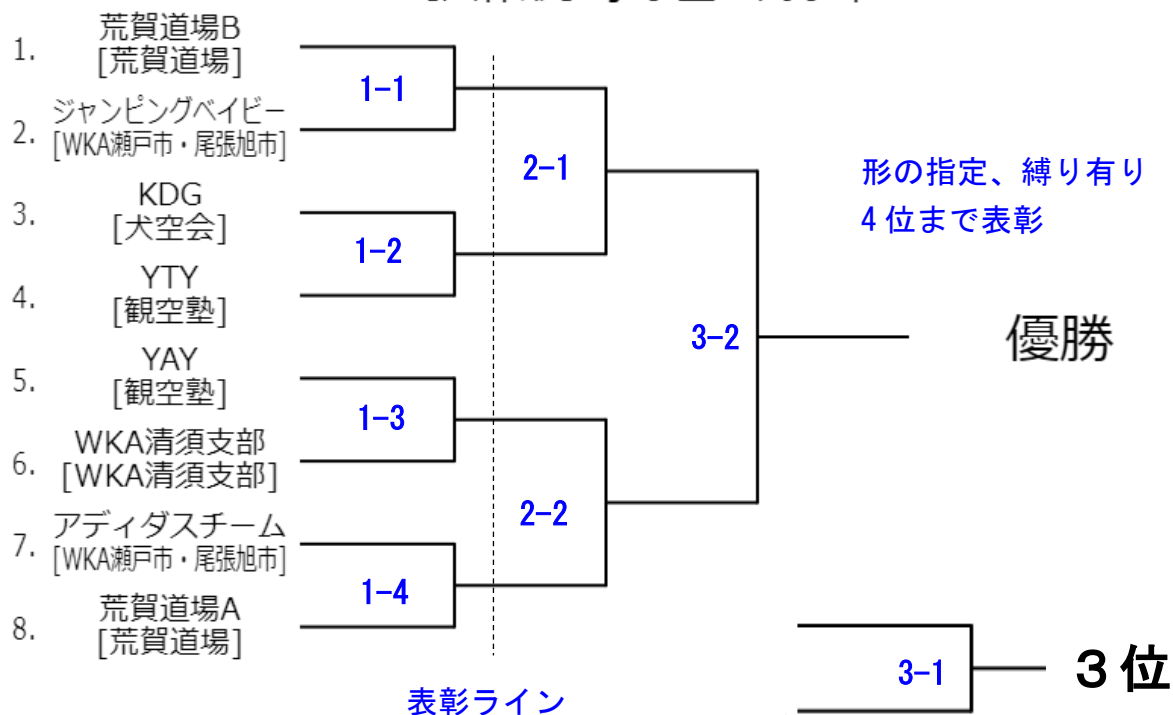 1.
荒賀道場B
[荒賀道場]
2.
ジャンピングベイビー
[WKA瀬戸市・尾張旭市]
3.
KDG
[犬空会]
4.
YTY
[観空塾]
5.
YAY
[観空塾]
6.
WKA清須支部
[WKA清須支部]
7.
アディダスチーム
[WKA瀬戸市・尾張旭市]
8.
荒賀道場A
[荒賀道場]
1-1
1-2
1-3
1-4
2-1
2-2
3-2
形の指定、縛り有り
4位まで表彰
優勝
3-1
3位
表彰ライン